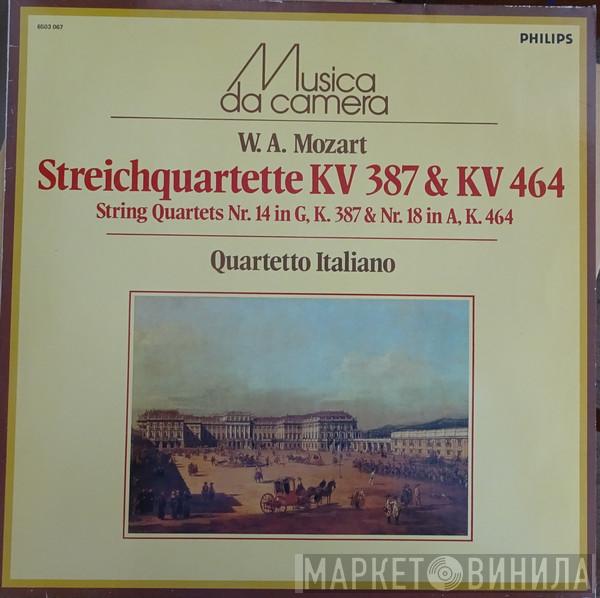 6503 067
PHILIPS
Musica
da camera
W. A. Mozart
Streichquartette KV 387 & KV 464
String Quartets Nr. 14 in G, K. 387 & Nr. 18 in A, K. 464
Quartetto Italiano
МАРКЕТ ВИНИЛА